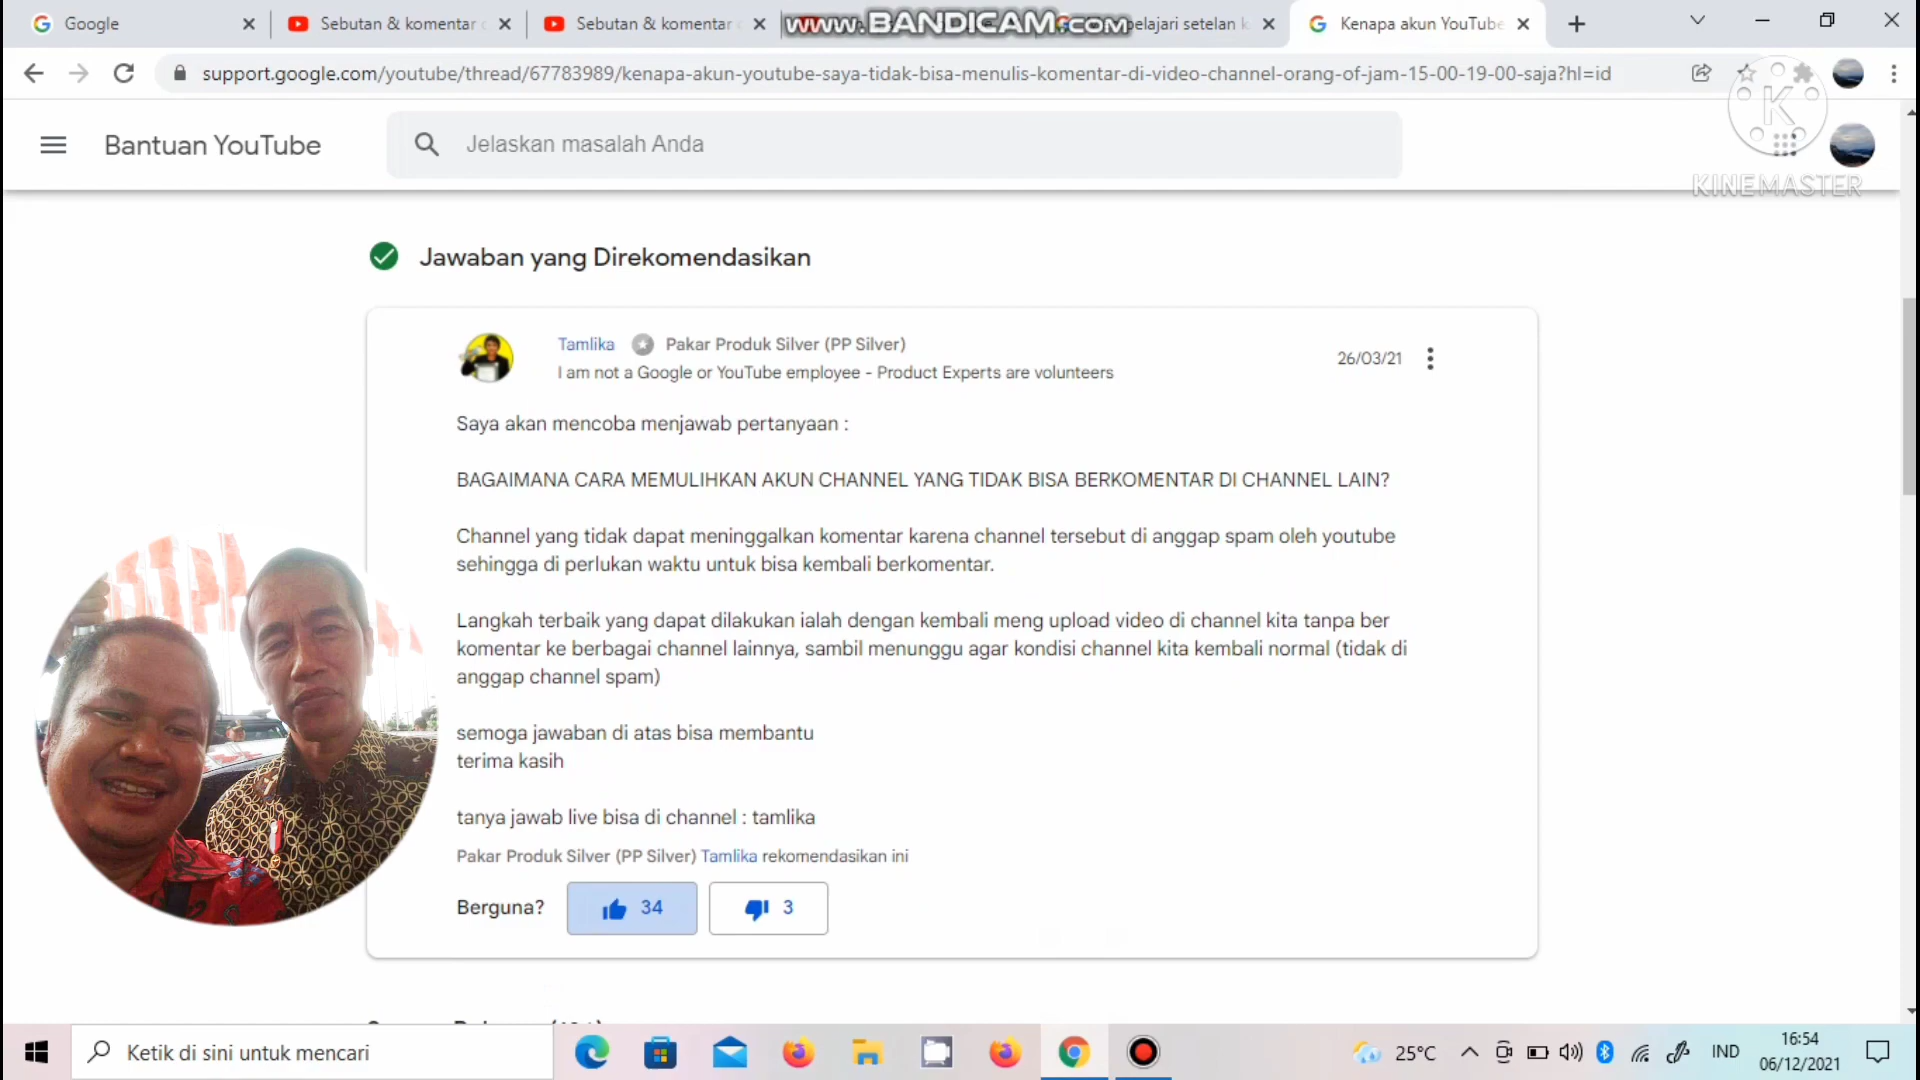 Google
Sebutan & komentar
Sebutan & komentar
www.BANDICAM.com
pelajari setelan k
Kenapa akun YouTube
support.google.com/youtube/thread/67783989/kenapa-akun-youtube-saya-tidak-bisa-menulis-komentar-di-video-channel-orang-of-jam-15-00-19-00-saja?hl=id
K
Bantuan YouTube
Jelaskan masalah Anda
KINEMASTER
Jawaban yang Direkomendasikan
Tamlika Pakar Produk Silver (PP Silver)
I am not a Google or YouTube employee - Product Experts are volunteers
26/03/21
Saya akan mencoba menjawab pertanyaan :
BAGAIMANA CARA MEMULIHKAN AKUN CHANNEL YANG TIDAK BISA BERKOMENTAR DI CHANNEL LAIN?
Channel yang tidak dapat meninggalkan komentar karena channel tersebut di anggap spam oleh youtube
sehingga di perlukan waktu untuk bisa kembali berkomentar.
Langkah terbaik yang dapat dilakukan ialah dengan kembali meng upload video di channel kita tanpa ber
komentar ke berbagai channel lainnya, sambil menunggu agar kondisi channel kita kembali normal (tidak di
anggap channel spam)
semoga jawaban di atas bisa membantu
terima kasih
tanya jawab live bisa di channel : tamlika
Pakar Produk Silver (PP Silver) Tamlika rekomendasikan ini
Berguna? 34 3
Ketik di sini untuk mencari
25°C
IND
16:54
06/12/2021